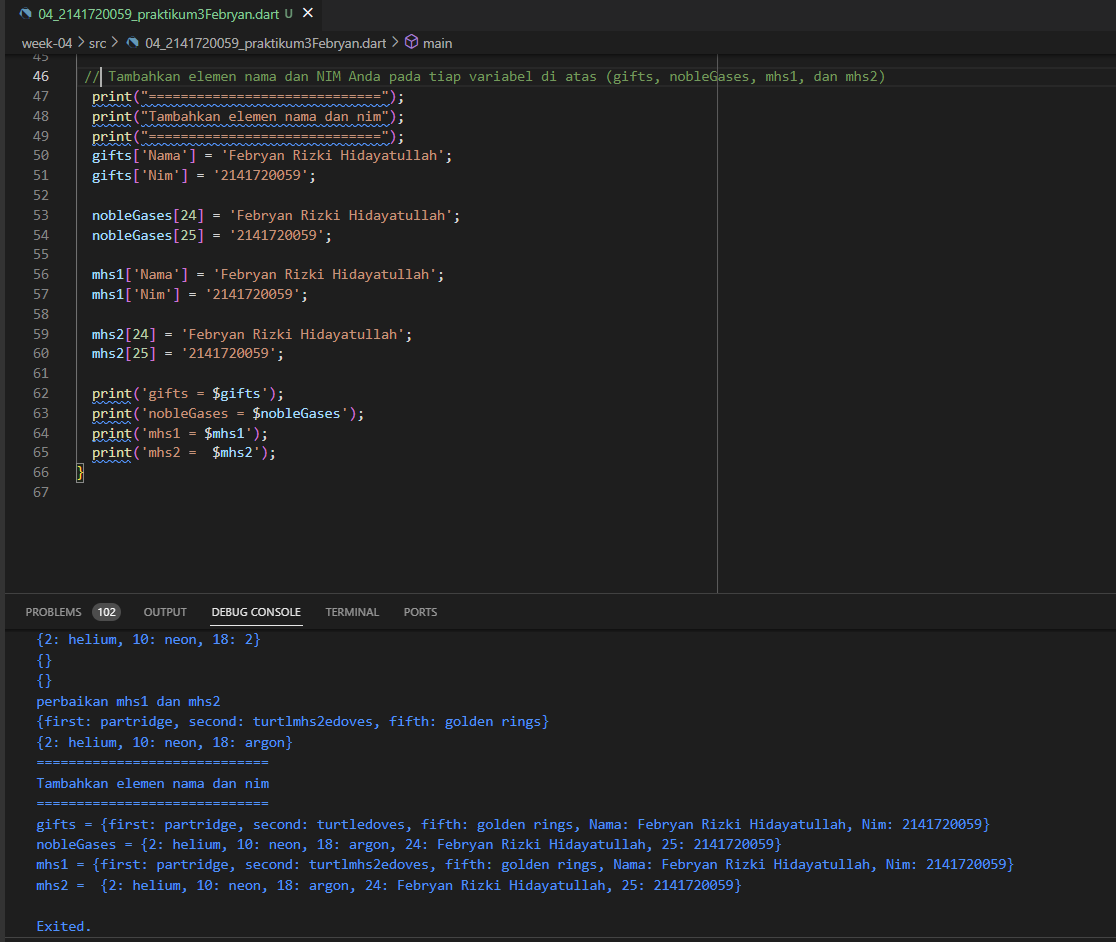 04_2141720059_praktikum3Febryan.dart U ×
week-04 > src > 04_2141720059_praktikum3Febryan.dart > main
45
46 // Tambahkan elemen nama dan NIM Anda pada tiap variabel di atas (gifts, nobleGases, mhs1, dan mhs2)
47 print("=============================");
48 print("Tambahkan elemen nama dan nim");
49 print("=============================");
50 gifts['Nama'] = 'Febryan Rizki Hidayatullah';
51 gifts['Nim'] = '2141720059';
52
53 nobleGases[24] = 'Febryan Rizki Hidayatullah';
54 nobleGases[25] = '2141720059';
55
56 mhs1['Nama'] = 'Febryan Rizki Hidayatullah';
57 mhs1['Nim'] = '2141720059';
58
59 mhs2[24] = 'Febryan Rizki Hidayatullah';
60 mhs2[25] = '2141720059';
61
62 print('gifts = $gifts');
63 print('nobleGases = $nobleGases');
64 print('mhs1 = $mhs1');
65 print('mhs2 =  $mhs2');
66 }
67
PROBLEMS 102 OUTPUT DEBUG CONSOLE TERMINAL PORTS
{2: helium, 10: neon, 18: 2}
{}
{}
perbaikan mhs1 dan mhs2
{first: partridge, second: turtlmhs2edoves, fifth: golden rings}
{2: helium, 10: neon, 18: argon}
=============================
Tambahkan elemen nama dan nim
=============================
gifts = {first: partridge, second: turtledoves, fifth: golden rings, Nama: Febryan Rizki Hidayatullah, Nim: 2141720059}
nobleGases = {2: helium, 10: neon, 18: argon, 24: Febryan Rizki Hidayatullah, 25: 2141720059}
mhs1 = {first: partridge, second: turtlmhs2edoves, fifth: golden rings, Nama: Febryan Rizki Hidayatullah, Nim: 2141720059}
mhs2 =  {2: helium, 10: neon, 18: argon, 24: Febryan Rizki Hidayatullah, 25: 2141720059}
Exited.